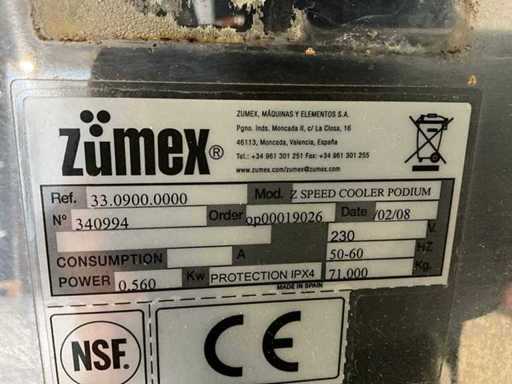 zümex®
ZUMEX, MÁQUINAS Y ELEMENTOS S.A.
Pgno. Inds. Moncada II, c/ La Closa, 16
46113, Moncada, Valencia, España
Tel.: +34 961 301 251 Fax: +34 961 301 255
www.zumex.com/zumex@zumex.com
Ref. 33.0900.0000 Mod. Z SPEED COOLER PODIUM
Nº 340994 Order op00019026 Date /02/08
230 V.
CONSUMPTION A 50-60 HZ
POWER 0.560 Kw PROTECTION IPX4 71,000 Kg.
MADE IN SPAIN
NSF. CE